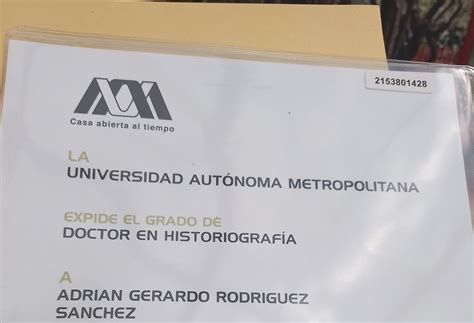 2153801428
Casa abierta al tiempo
LA
UNIVERSIDAD AUTÓNOMA METROPOLITANA
EXPIDE EL GRADO DE
DOCTOR EN HISTORIOGRAFÍA
A
ADRIAN GERARDO RODRIGUEZ
SANCHEZ